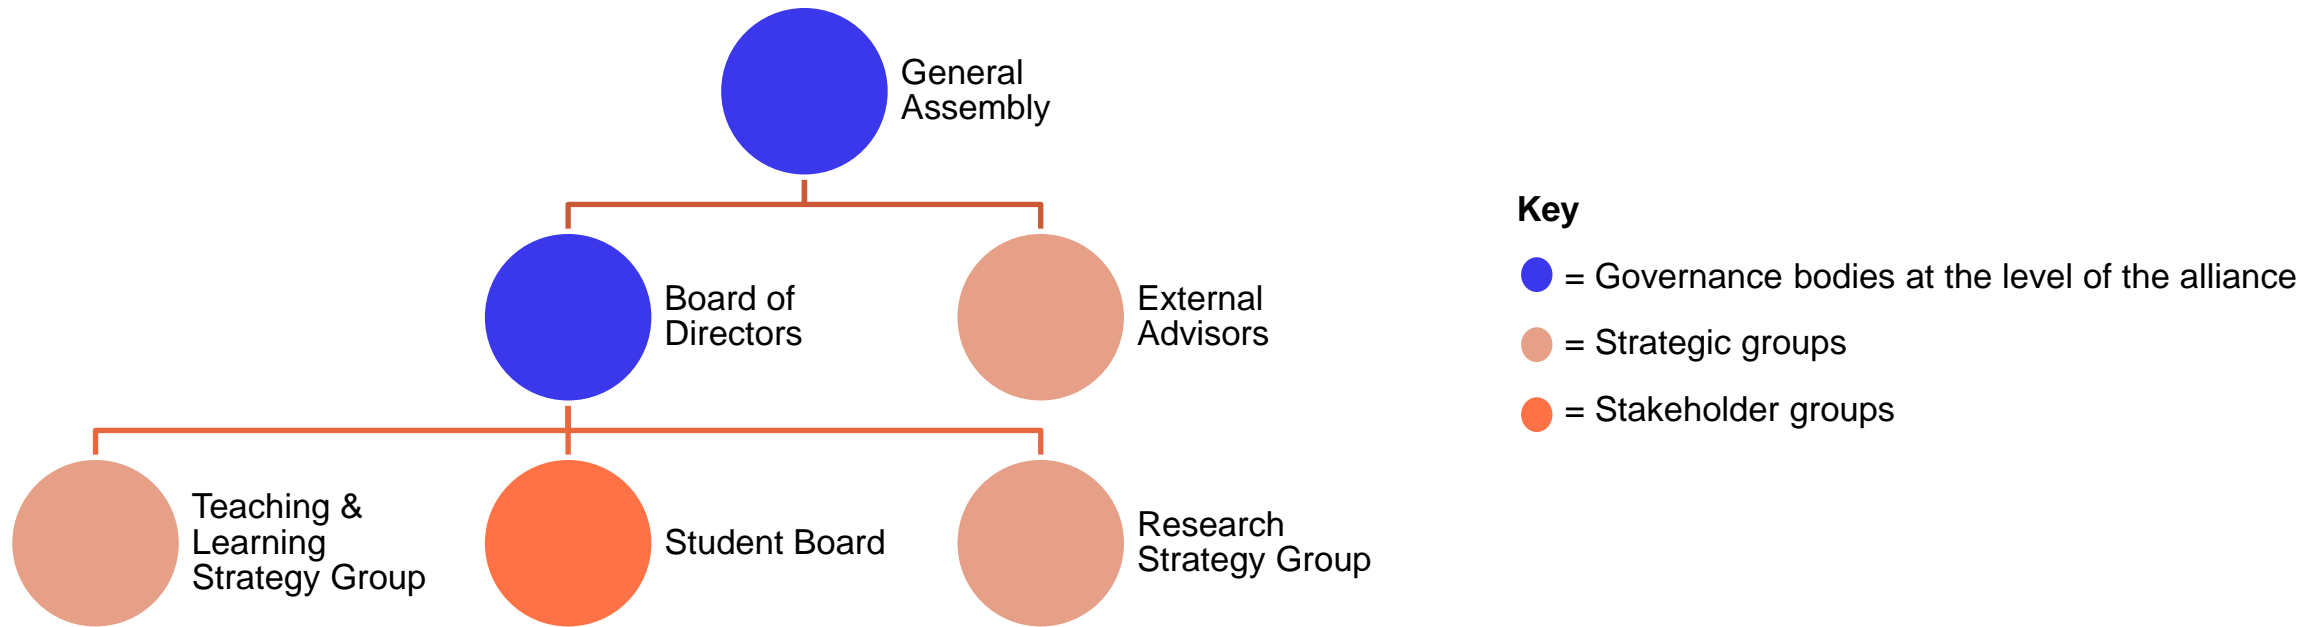 General
Assembly
Board of
Directors
External
Advisors
Teaching &
Learning
Strategy Group
Student Board
Research
Strategy Group
Key
= Governance bodies at the level of the alliance
= Strategic groups
= Stakeholder groups